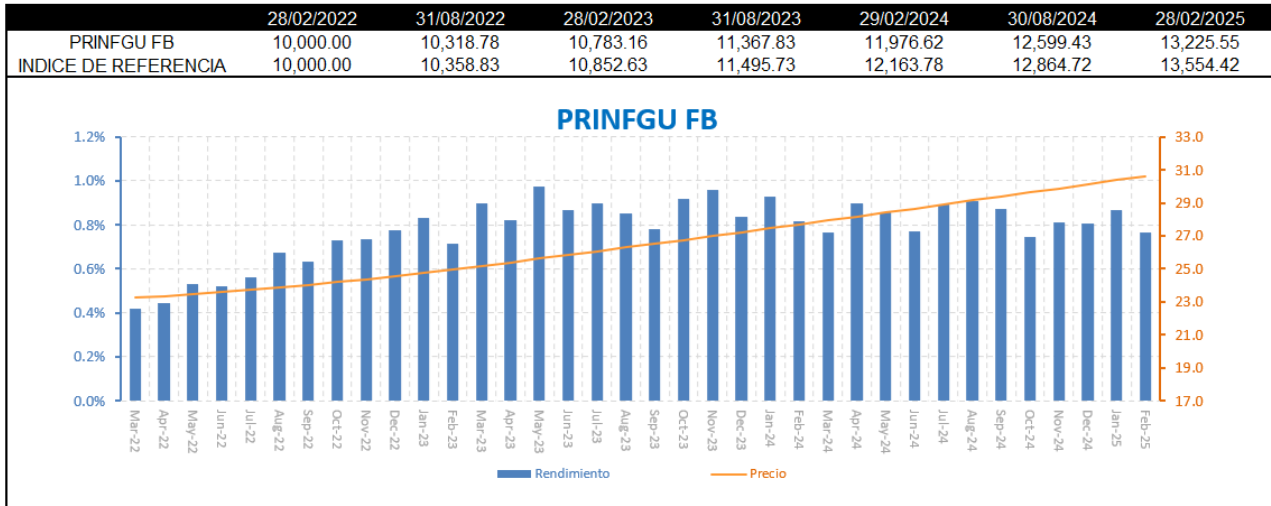 28/02/2022 31/08/2022 28/02/2023 31/08/2023 29/02/2024 30/08/2024 28/02/2025
PRINFGU FB 10,000.00 10,318.78 10,783.16 11,367.83 11,976.62 12,599.43 13,225.55
INDICE DE REFERENCIA 10,000.00 10,358.83 10,852.63 11,495.73 12,163.78 12,864.72 13,554.42
PRINFGU FB
1.2% 33.0
31.0
1.0%
29.0
0.8%
27.0
0.6% 25.0
23.0
0.4%
21.0
0.2%
19.0
0.0% 17.0
Mar-22 Apr-22 May-22 Jun-22 Jul-22 Aug-22 Sep-22 Oct-22 Nov-22 Dec-22 Jan-23 Feb-23 Mar-23 Apr-23 May-23 Jun-23 Jul-23 Aug-23 Sep-23 Oct-23 Nov-23 Dec-23 Jan-24 Feb-24 Mar-24 Apr-24 May-24 Jun-24 Jul-24 Aug-24 Sep-24 Oct-24 Nov-24 Dec-24 Jan-25 Feb-25
Rendimiento Precio